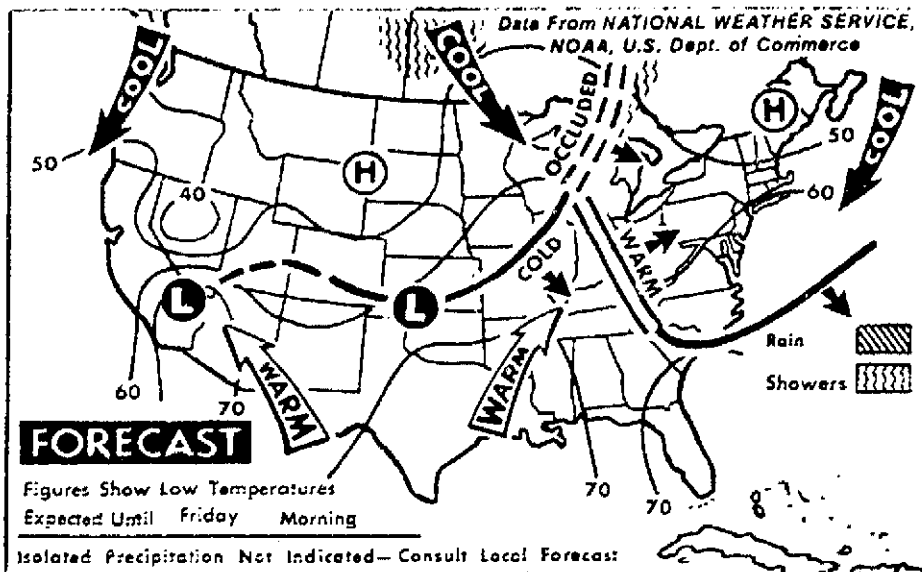 Data From NATIONAL WEATHER SERVICE,
NOAA, U.S. Dept. of Commerce
COOL
COOL
COOL
OCCLUDED
H
H
50
50
40
60
WARM
COLD
L
L
Rain
Showers
60
70
WARM
WARM
FORECAST
70
70
Figures Show Low Temperatures
Expected Until Friday Morning
Isolated Precipitation Not Indicated—Consult Local Forecast